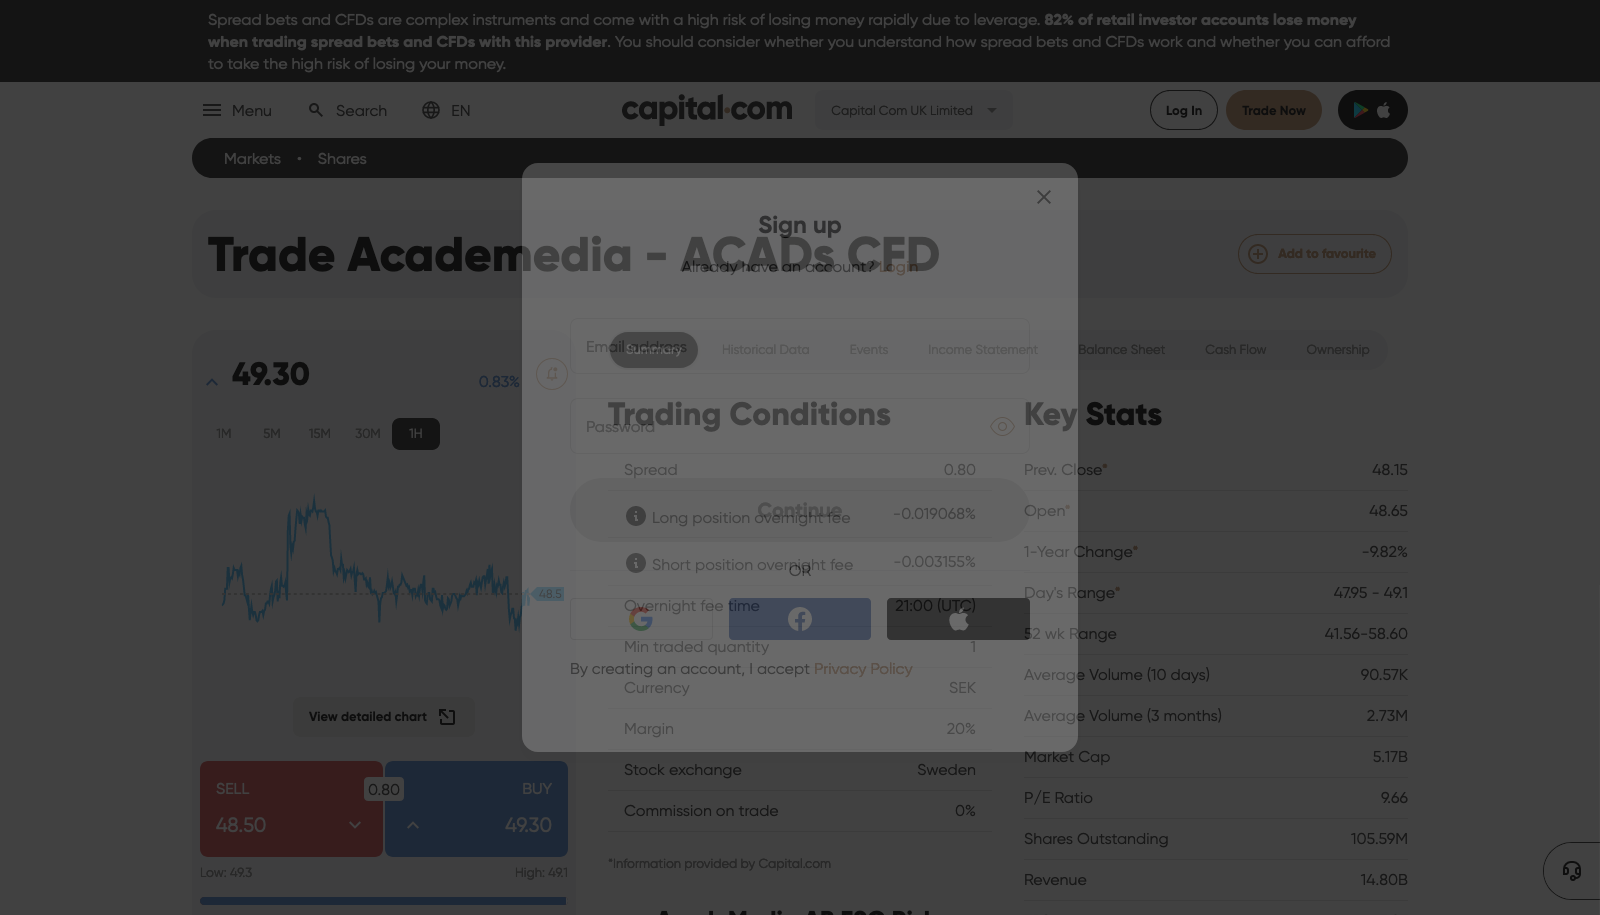 Spread bets and CFDs are complex instruments and come with a high risk of losing money rapidly due to leverage. 82% of retail investor accounts lose money
when trading spread bets and CFDs with this provider. You should consider whether you understand how spread bets and CFDs work and whether you can afford
to take the high risk of losing your money.
Menu
Search
EN
capital.com
Capital Com UK Limited
Log In
Trade Now
Markets • Shares
Sign up
Trade Academedia - ACADs CFD
Add to favourite
Already have an account? Login
Email address
Summary
Historical Data
Events
Income Statement
Balance Sheet
Cash Flow
Ownership
49.30
0.83%
1M
5M
15M
30M
1H
48.5
View detailed chart
SELL
48.50
0.80
BUY
49.30
Low: 49.3
High: 49.1
Trading Conditions
Password
Spread 0.80
Continue
Long position overnight fee -0.019068%
Short position overnight fee -0.003155%
OR
Overnight fee time 21:00 (UTC)
Min traded quantity 1
By creating an account, I accept Privacy Policy
Currency SEK
Margin 20%
Stock exchange Sweden
Commission on trade 0%
*Information provided by Capital.com
Key Stats
Prev. Close* 48.15
Open* 48.65
1-Year Change* -9.82%
Day's Range* 47.95 - 49.1
52 wk Range 41.56-58.60
Average Volume (10 days) 90.57K
Average Volume (3 months) 2.73M
Market Cap 5.17B
P/E Ratio 9.66
Shares Outstanding 105.59M
Revenue 14.80B